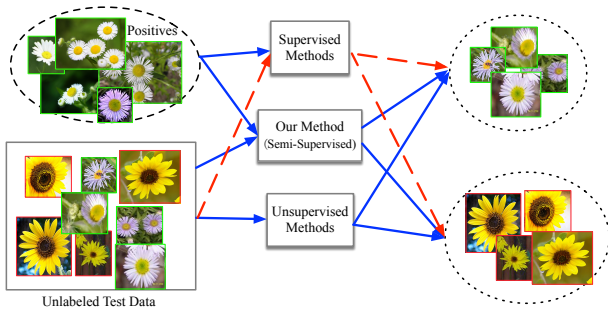 Positives
Supervised
Methods
Our Method
(Semi-Supervised)
Unsupervised
Methods
Unlabeled Test Data